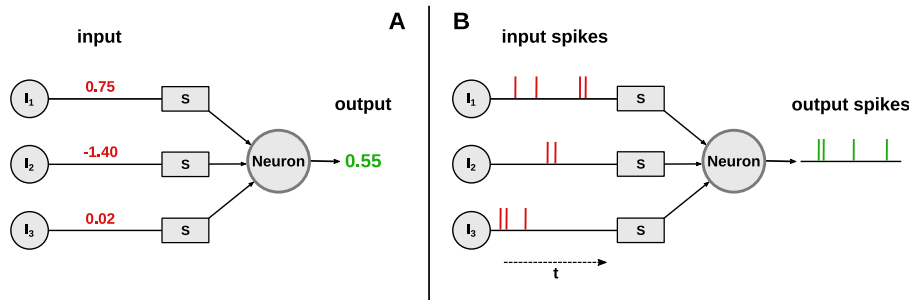 A
input
I1
0.75
S
I2
-1.40
S
I3
0.02
S
Neuron
output
0.55
B
input spikes
I1
S
I2
S
I3
S
Neuron
output spikes
t